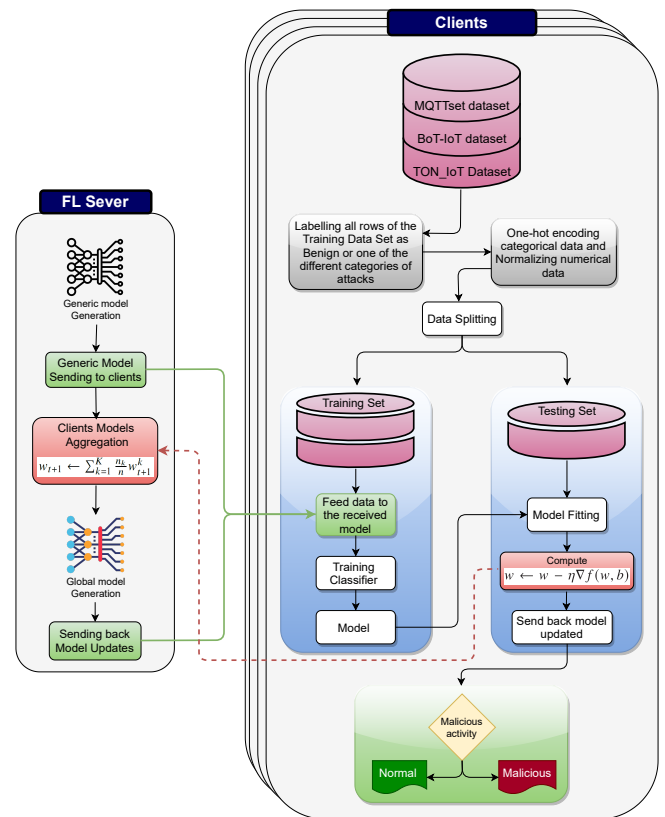 Clients
MQTTset dataset
BoT-IoT dataset
TON_IoT Dataset
Labelling all rows of the
Training Data Set as
Benign or one of the
different categories of
attacks
One-hot encoding
categorical data and
Normalizing numerical
data
Data Splitting
FL Sever
Generic model
Generation
Generic Model
Sending to clients
Clients Models
Aggregation
w_{t+1} ← ∑_{k=1}^{K} \frac{n_k}{n} w_{t+1}^{k}
Global model
Generation
Sending back
Model Updates
Training Set
Feed data to
the received
model
Training
Classifier
Model
Testing Set
Model Fitting
Compute
w ← w − η∇f(w, b)
Send back model
updated
Malicious
activity
Normal
Malicious